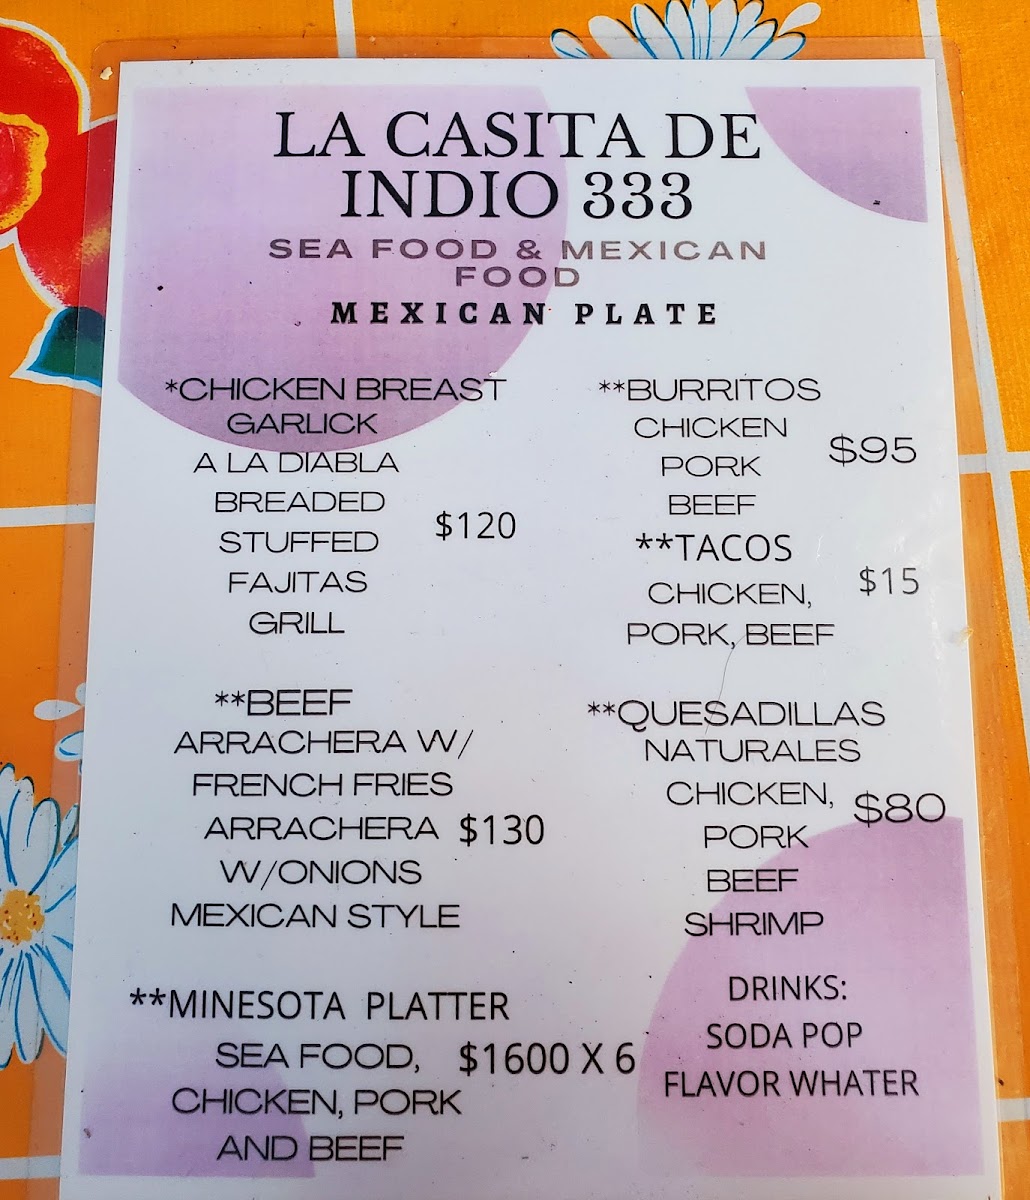 LA CASITA DE
INDIO 333
SEA FOOD & MEXICAN
FOOD
MEXICAN PLATE
*CHICKEN BREAST
GARLICK
A LA DIABLA
BREADED
STUFFED
$120
FAJITAS
GRILL
**BEEF
ARRACHERA W/
FRENCH FRIES
ARRACHERA $130
W/ONIONS
MEXICAN STYLE
**MINESOTA PLATTER
SEA FOOD, $1600 X 6
CHICKEN, PORK
AND BEEF
**BURRITOS
CHICKEN
$95
PORK
BEEF
**TACOS
$15
CHICKEN,
PORK, BEEF
**QUESADILLAS
NATURALES
CHICKEN, $80
PORK
BEEF
SHRIMP
DRINKS:
SODA POP
FLAVOR WHATER